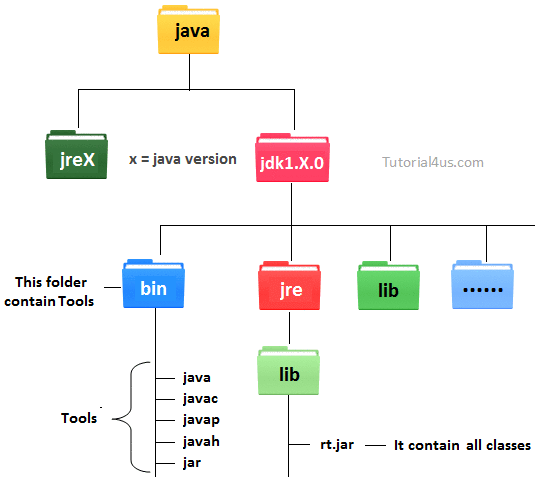 java
jreX
x = java version
jdk1.X.0
Tutorial4us.com
This folder
contain Tools
bin
jre
lib
......
lib
Tools
java
javac
javap
javah
jar
rt.jar
It contain all classes